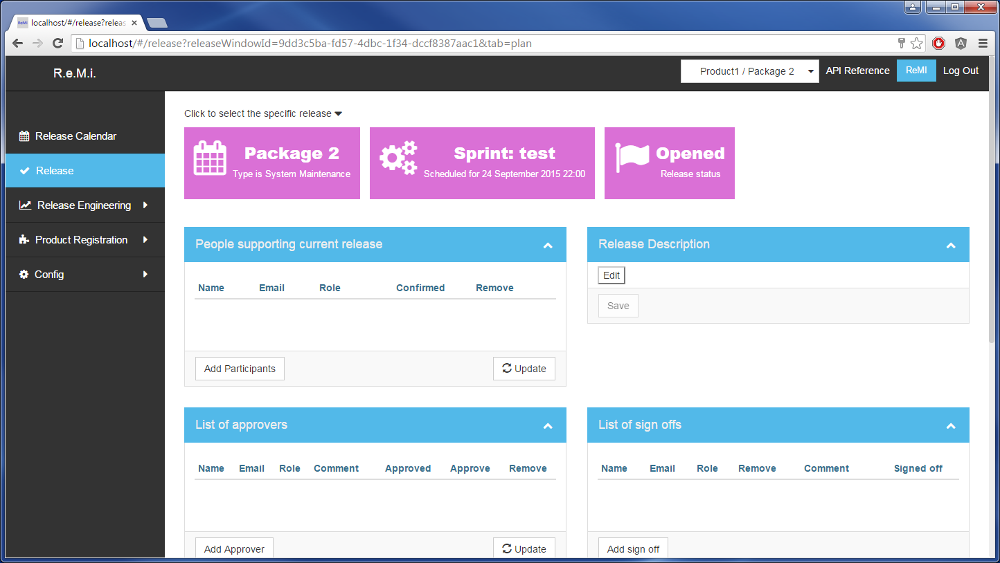 localhost/#/release?releas
localhost/#/release?releaseWindowId=9dd3c5ba-fd57-4dbc-1f34-dccf8387aac1&tab=plan
R.e.M.i.
Product1 / Package 2
API Reference
ReMI
Log Out
Release Calendar
Release
Release Engineering
Product Registration
Config
Click to select the specific release
Package 2
Type is System Maintenance
Sprint: test
Scheduled for 24 September 2015 22:00
Opened
Release status
People supporting current release
Name Email Role Confirmed Remove
Add Participants
Update
Release Description
Edit
Save
List of approvers
Name Email Role Comment Approved Approve Remove
Add Approver
Update
List of sign offs
Name Email Role Remove Comment Signed off
Add sign off